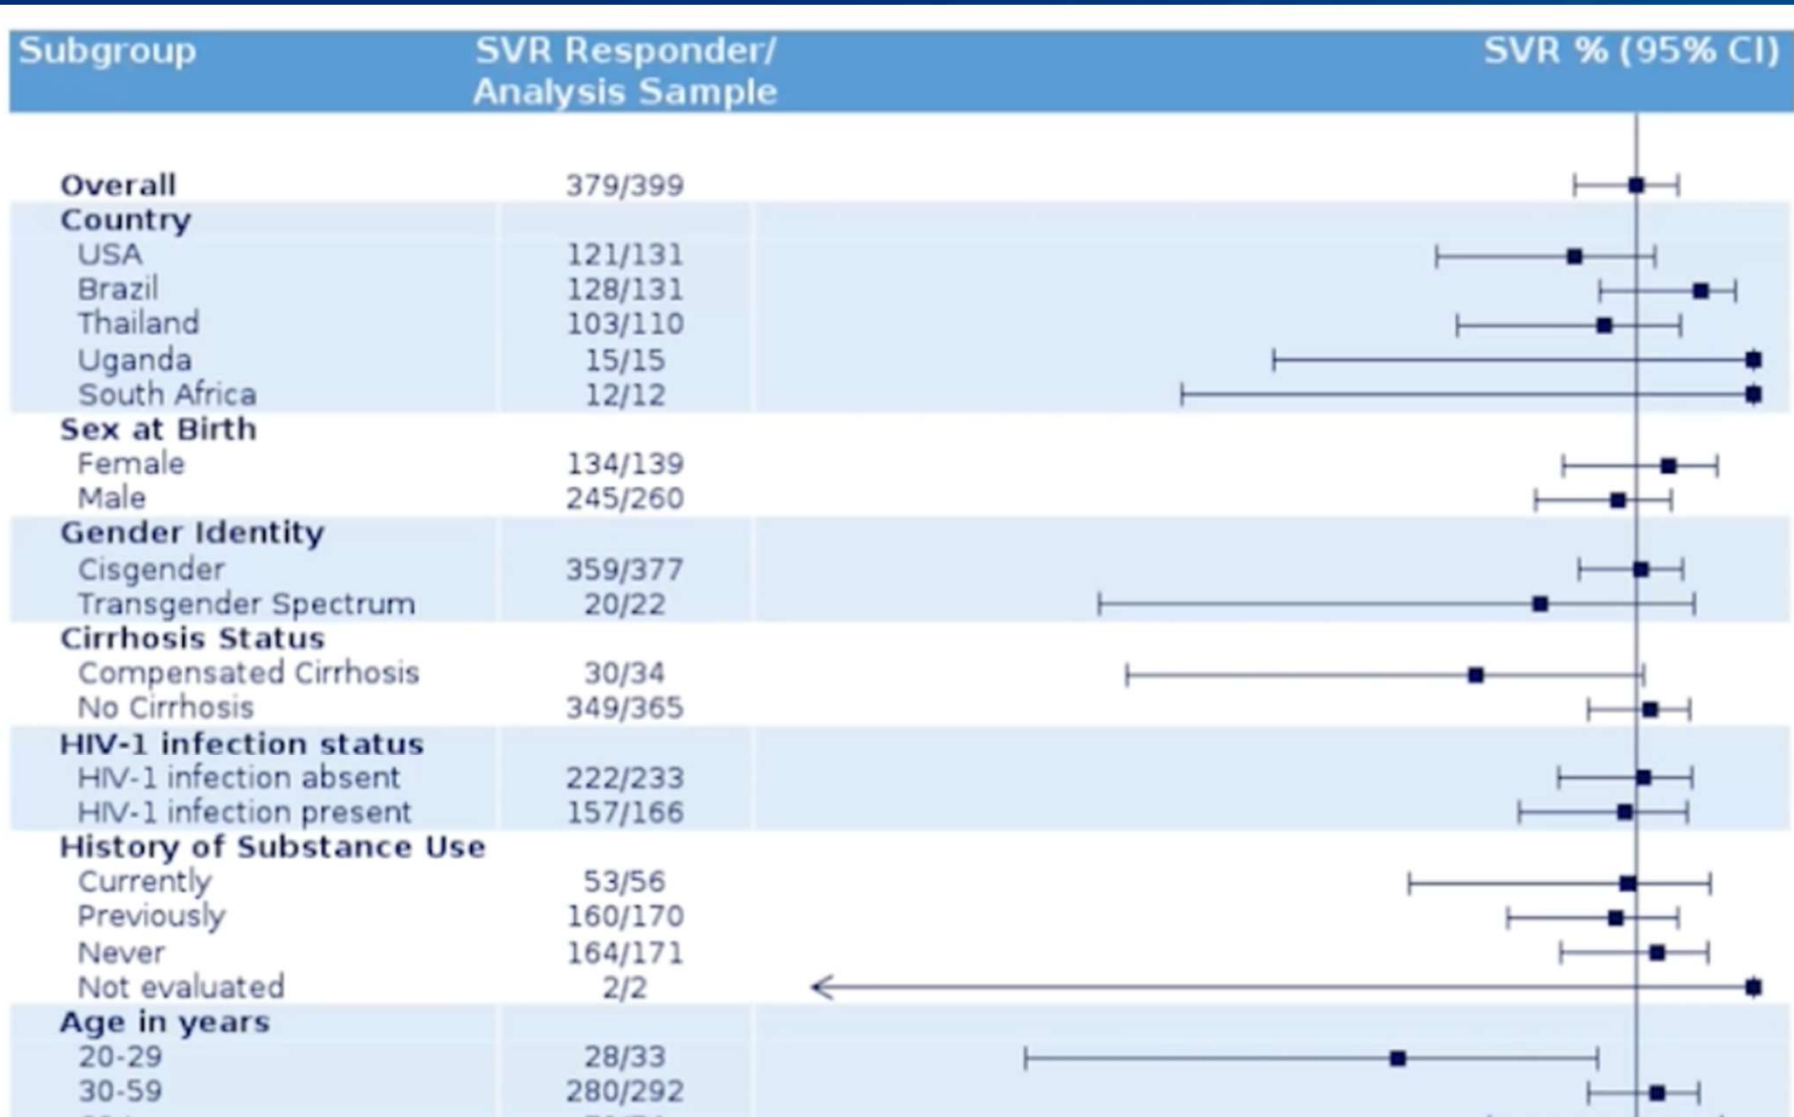 Subgroup SVR Responder/ SVR % (95% CI)
Analysis Sample
Overall 379/399
Country
USA 121/131
Brazil 128/131
Thailand 103/110
Uganda 15/15
South Africa 12/12
Sex at Birth
Female 134/139
Male 245/260
Gender Identity
Cisgender 359/377
Transgender Spectrum 20/22
Cirrhosis Status
Compensated Cirrhosis 30/34
No Cirrhosis 349/365
HIV-1 infection status
HIV-1 infection absent 222/233
HIV-1 infection present 157/166
History of Substance Use
Currently 53/56
Previously 160/170
Never 164/171
Not evaluated 2/2
Age in years
20-29 28/33
30-59 280/292